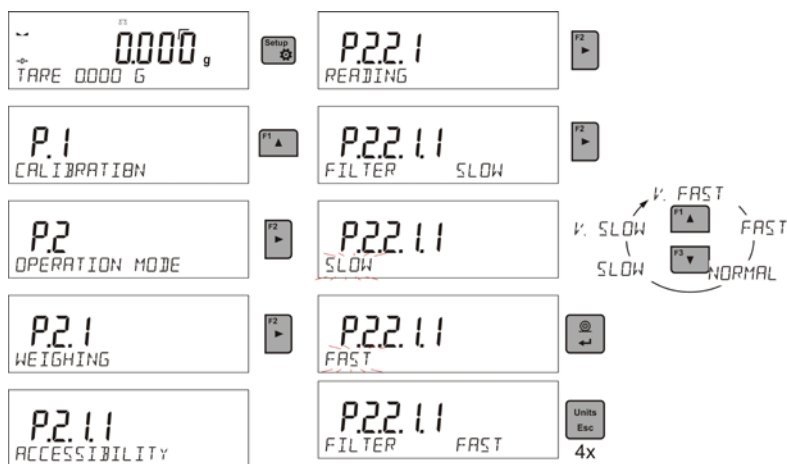 0.000 g
TARE 0.000 G
Setup
P.1
CALIBRATION
F1
P.2
OPERATION MODE
F2
P.2.1
WEIGHING
F2
P.2.1.1
ACCESSIBILITY
P.2.2.1
READING
F2
P.2.2.1.1
FILTER SLOW
F2
P.2.2.1.1
SLOW
V. FAST
F1
V. SLOW
FAST
F3
SLOW
NORMAL
P.2.2.1.1
FAST
P.2.2.1.1
FILTER FAST
Units
Esc
4x